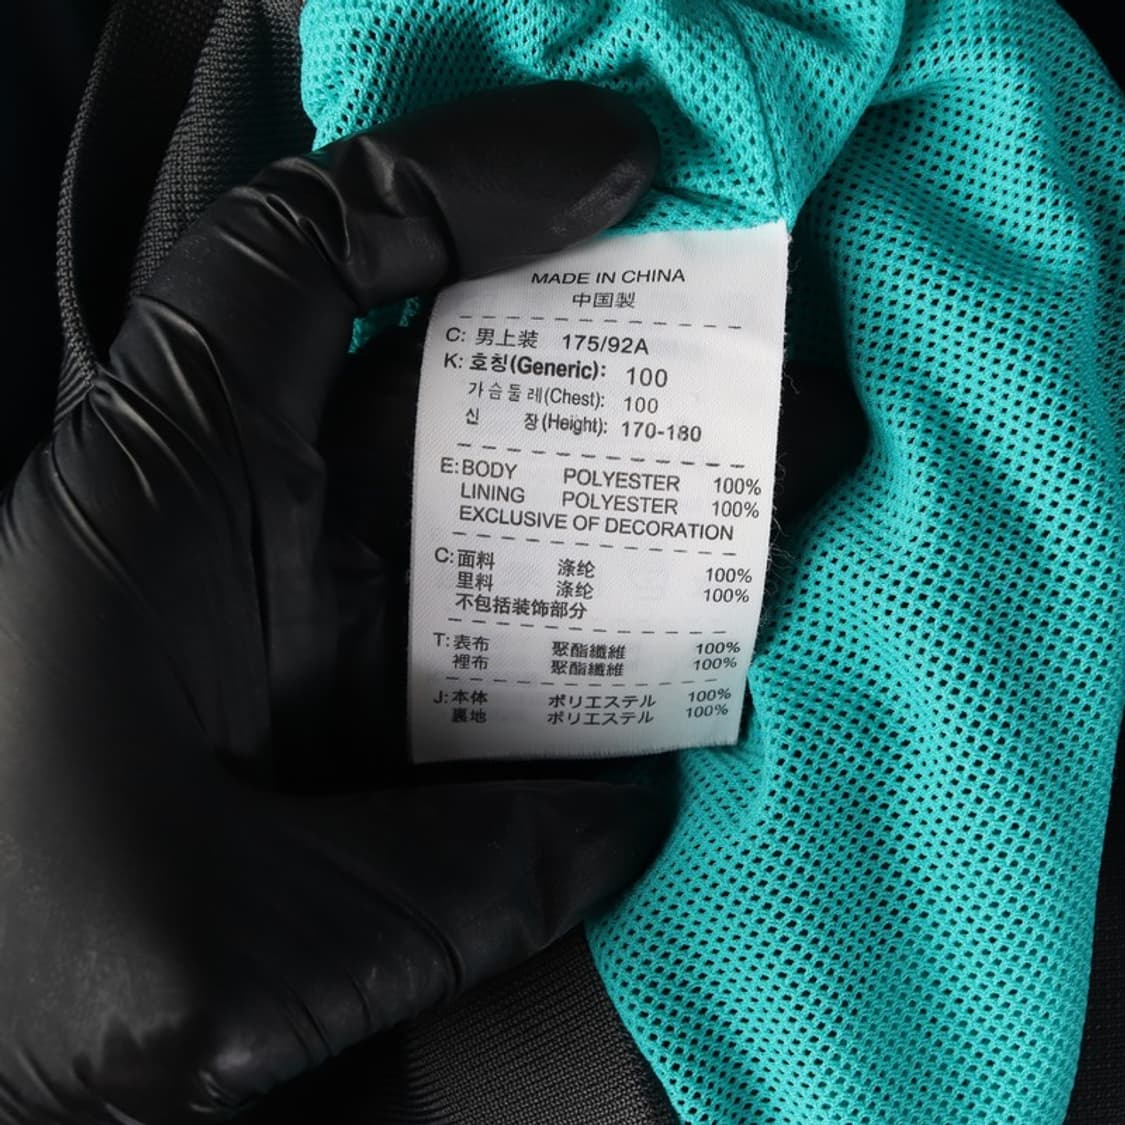 MADE IN CHINA
中国製
C: 男上装 175/92A
K: 호칭(Generic): 100
가슴둘레(Chest): 100
신 장(Height): 170-180
E: BODY POLYESTER 100%
LINING POLYESTER 100%
EXCLUSIVE OF DECORATION
C: 面料 涤纶 100%
里料 涤纶 100%
不包括装饰部分
T: 表布 聚酯纖維 100%
裡布 聚酯纖維 100%
J: 本体 ポリエステル 100%
裏地 ポリエステル 100%